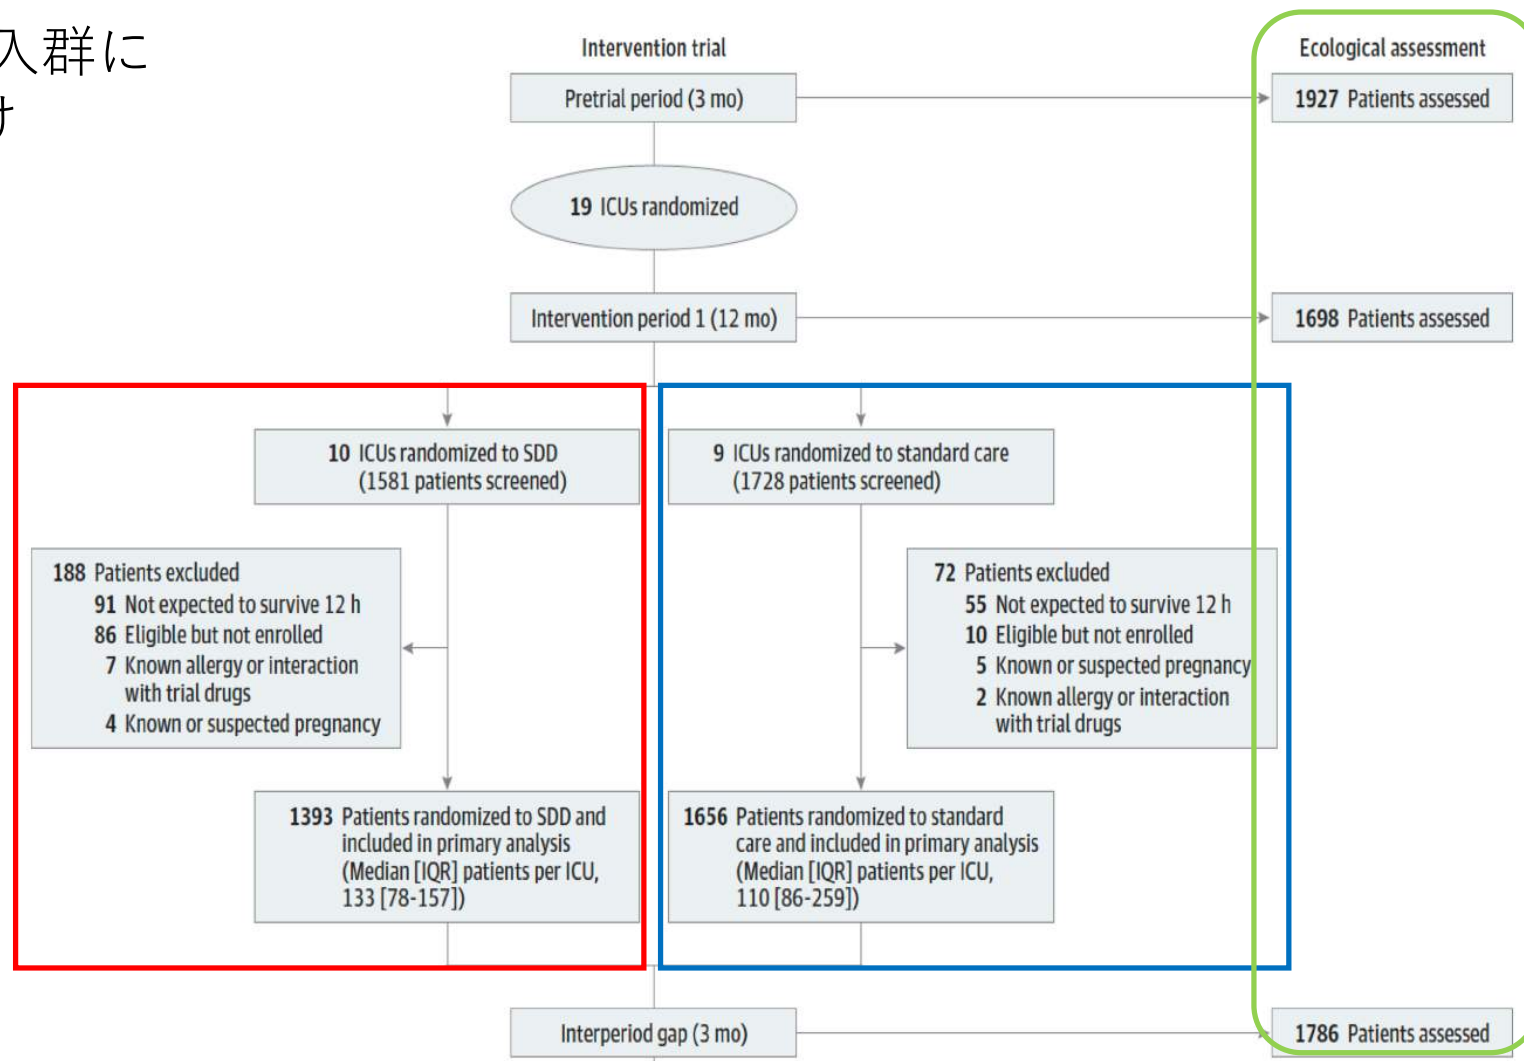 入群に
け
Intervention trial
Ecological assessment
Pretrial period (3 mo)
1927 Patients assessed
19 ICUs randomized
Intervention period 1 (12 mo)
1698 Patients assessed
10 ICUs randomized to SDD
(1581 patients screened)
9 ICUs randomized to standard care
(1728 patients screened)
188 Patients excluded
91 Not expected to survive 12 h
86 Eligible but not enrolled
7 Known allergy or interaction
with trial drugs
4 Known or suspected pregnancy
72 Patients excluded
55 Not expected to survive 12 h
10 Eligible but not enrolled
5 Known or suspected pregnancy
2 Known allergy or interaction
with trial drugs
1393 Patients randomized to SDD and
included in primary analysis
(Median [IQR] patients per ICU,
133 [78-157])
1656 Patients randomized to standard
care and included in primary analysis
(Median [IQR] patients per ICU,
110 [86-259])
Interperiod gap (3 mo)
1786 Patients assessed